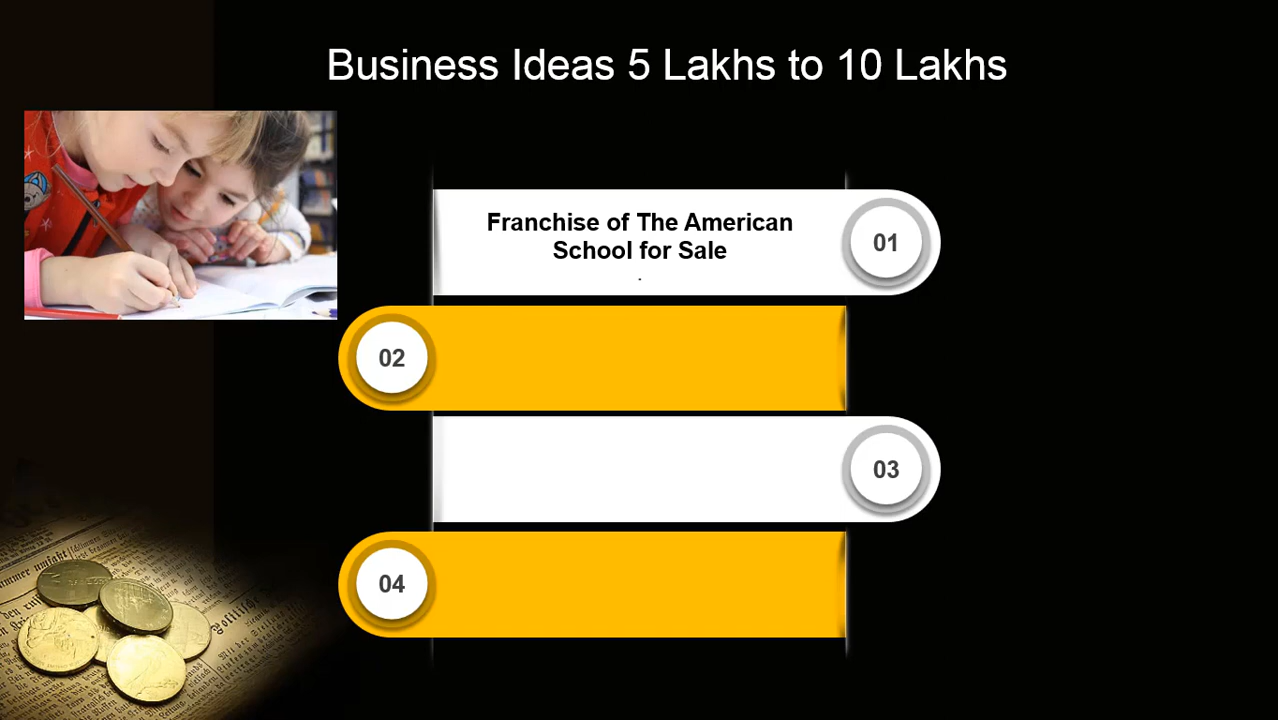 Business Ideas 5 Lakhs to 10 Lakhs
Franchise of The American
School for Sale
.
01
02
03
04